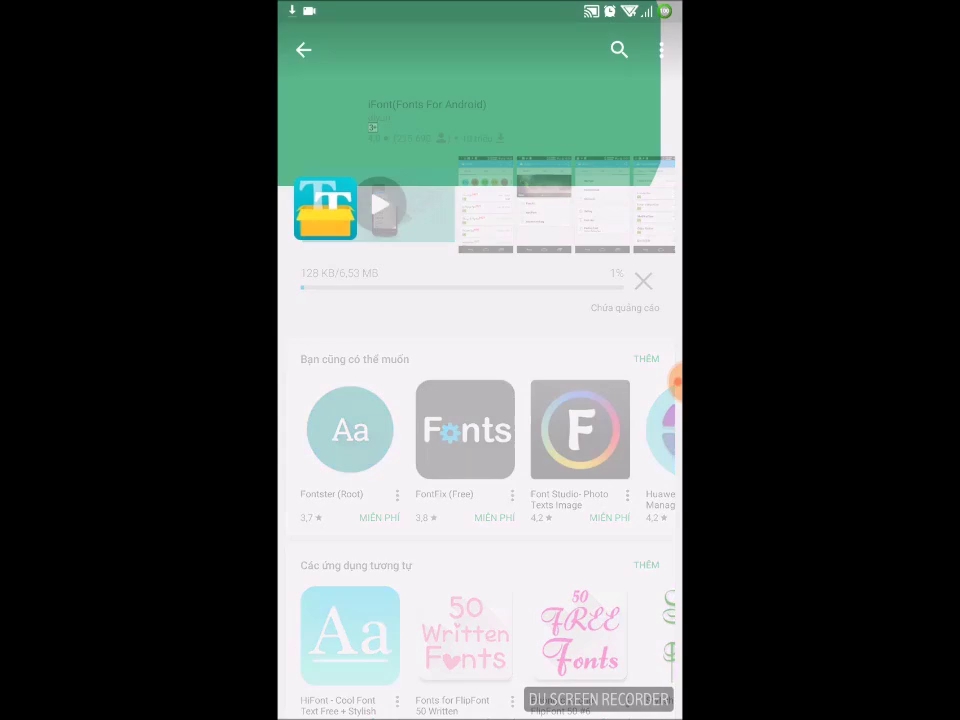 100
iFont(Fonts For Android)
3+
128 KB/6,53 MB
1%
Chứa quảng cáo
Bạn cũng có thể muốn
THÊM
Aa
Fonts
F
Fontster (Root)
FontFix (Free)
Font Studio- Photo
Texts Image
Huawe
Manag
3,7 ★
MIỄN PHÍ
3,8 ★
MIỄN PHÍ
4,2 ★
MIỄN PHÍ
4,2 ★
Các ứng dụng tương tự
THÊM
Aa
50
Written
Fonts
50
FREE
Fonts
HiFont - Cool Font
Text Free + Stylish
Fonts for FlipFont
50 Written
FlipFont 50 #6
DU SCREEN RECORDER